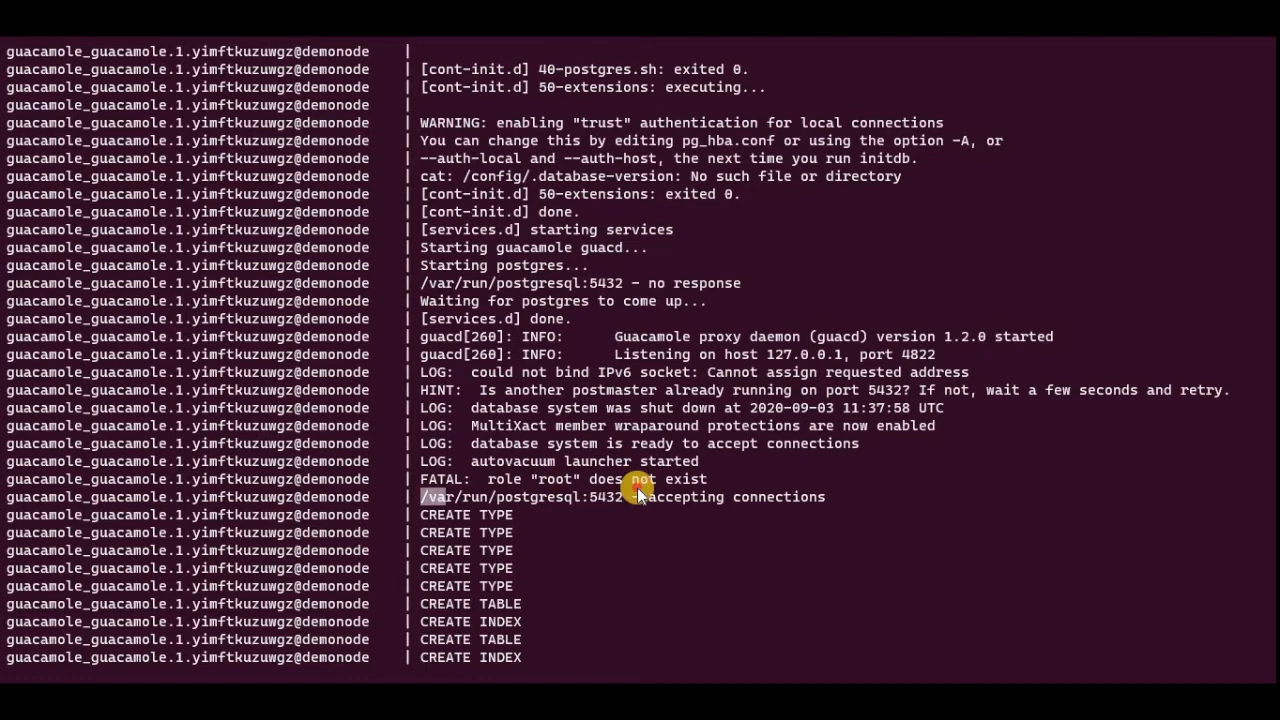 guacamole_guacamole.1.yimftkuzuwgz@demonode    |
guacamole_guacamole.1.yimftkuzuwgz@demonode    | [cont-init.d] 40-postgres.sh: exited 0.
guacamole_guacamole.1.yimftkuzuwgz@demonode    | [cont-init.d] 50-extensions: executing...
guacamole_guacamole.1.yimftkuzuwgz@demonode    |
guacamole_guacamole.1.yimftkuzuwgz@demonode    | WARNING: enabling "trust" authentication for local connections
guacamole_guacamole.1.yimftkuzuwgz@demonode    | You can change this by editing pg_hba.conf or using the option -A, or
guacamole_guacamole.1.yimftkuzuwgz@demonode    | --auth-local and --auth-host, the next time you run initdb.
guacamole_guacamole.1.yimftkuzuwgz@demonode    | cat: /config/.database-version: No such file or directory
guacamole_guacamole.1.yimftkuzuwgz@demonode    | [cont-init.d] 50-extensions: exited 0.
guacamole_guacamole.1.yimftkuzuwgz@demonode    | [cont-init.d] done.
guacamole_guacamole.1.yimftkuzuwgz@demonode    | [services.d] starting services
guacamole_guacamole.1.yimftkuzuwgz@demonode    | Starting guacamole guacd...
guacamole_guacamole.1.yimftkuzuwgz@demonode    | Starting postgres...
guacamole_guacamole.1.yimftkuzuwgz@demonode    | /var/run/postgresql:5432 - no response
guacamole_guacamole.1.yimftkuzuwgz@demonode    | Waiting for postgres to come up...
guacamole_guacamole.1.yimftkuzuwgz@demonode    | [services.d] done.
guacamole_guacamole.1.yimftkuzuwgz@demonode    | guacd[260]: INFO:      Guacamole proxy daemon (guacd) version 1.2.0 started
guacamole_guacamole.1.yimftkuzuwgz@demonode    | guacd[260]: INFO:      Listening on host 127.0.0.1, port 4822
guacamole_guacamole.1.yimftkuzuwgz@demonode    | LOG:  could not bind IPv6 socket: Cannot assign requested address
guacamole_guacamole.1.yimftkuzuwgz@demonode    | HINT:  Is another postmaster already running on port 5432? If not, wait a few seconds and retry.
guacamole_guacamole.1.yimftkuzuwgz@demonode    | LOG:  database system was shut down at 2020-09-03 11:37:58 UTC
guacamole_guacamole.1.yimftkuzuwgz@demonode    | LOG:  MultiXact member wraparound protections are now enabled
guacamole_guacamole.1.yimftkuzuwgz@demonode    | LOG:  database system is ready to accept connections
guacamole_guacamole.1.yimftkuzuwgz@demonode    | LOG:  autovacuum launcher started
guacamole_guacamole.1.yimftkuzuwgz@demonode    | FATAL:  role "root" does not exist
guacamole_guacamole.1.yimftkuzuwgz@demonode    | /var/run/postgresql:5432 - accepting connections
guacamole_guacamole.1.yimftkuzuwgz@demonode    | CREATE TYPE
guacamole_guacamole.1.yimftkuzuwgz@demonode    | CREATE TYPE
guacamole_guacamole.1.yimftkuzuwgz@demonode    | CREATE TYPE
guacamole_guacamole.1.yimftkuzuwgz@demonode    | CREATE TYPE
guacamole_guacamole.1.yimftkuzuwgz@demonode    | CREATE TYPE
guacamole_guacamole.1.yimftkuzuwgz@demonode    | CREATE TABLE
guacamole_guacamole.1.yimftkuzuwgz@demonode    | CREATE INDEX
guacamole_guacamole.1.yimftkuzuwgz@demonode    | CREATE TABLE
guacamole_guacamole.1.yimftkuzuwgz@demonode    | CREATE INDEX